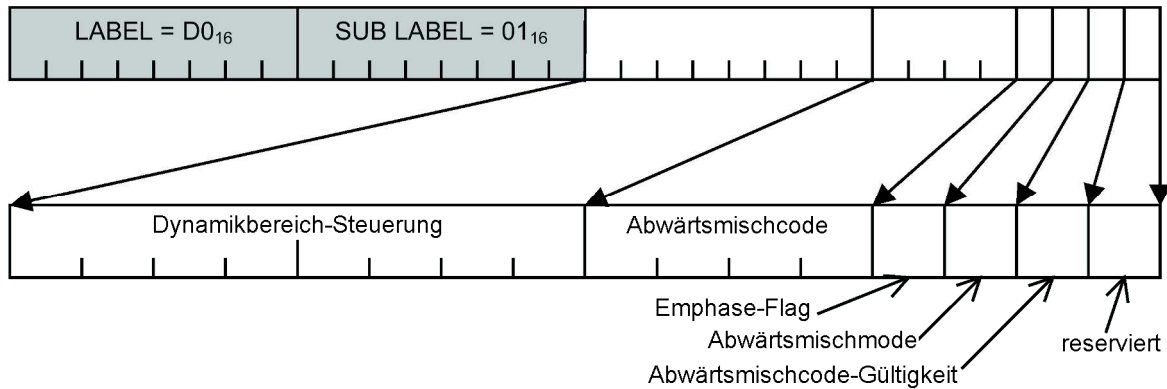 LABEL = D0₁₆ SUB LABEL = 01₁₆
Dynamikbereich-Steuerung Abwärtsmischcode
Emphase-Flag
Abwärtsmischmode reserviert
Abwärtsmischcode-Gültigkeit